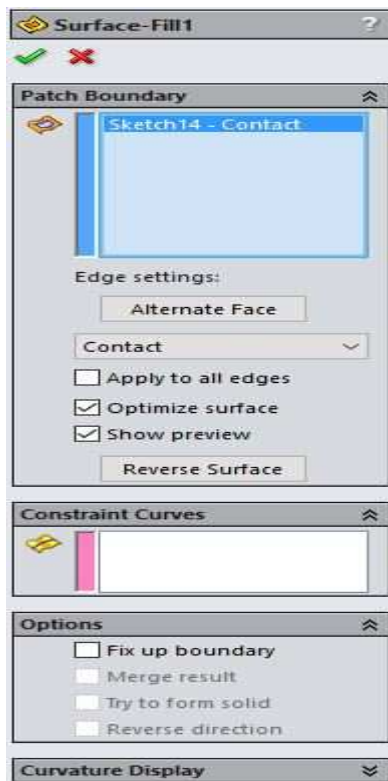 Surface-Fill1 ?
Patch Boundary
Sketch14 - Contact
Edge settings:
Alternate Face
Contact
Apply to all edges
Optimize surface
Show preview
Reverse Surface
Constraint Curves
Options
Fix up boundary
Merge result
Try to form solid
Reverse direction
Curvature Display